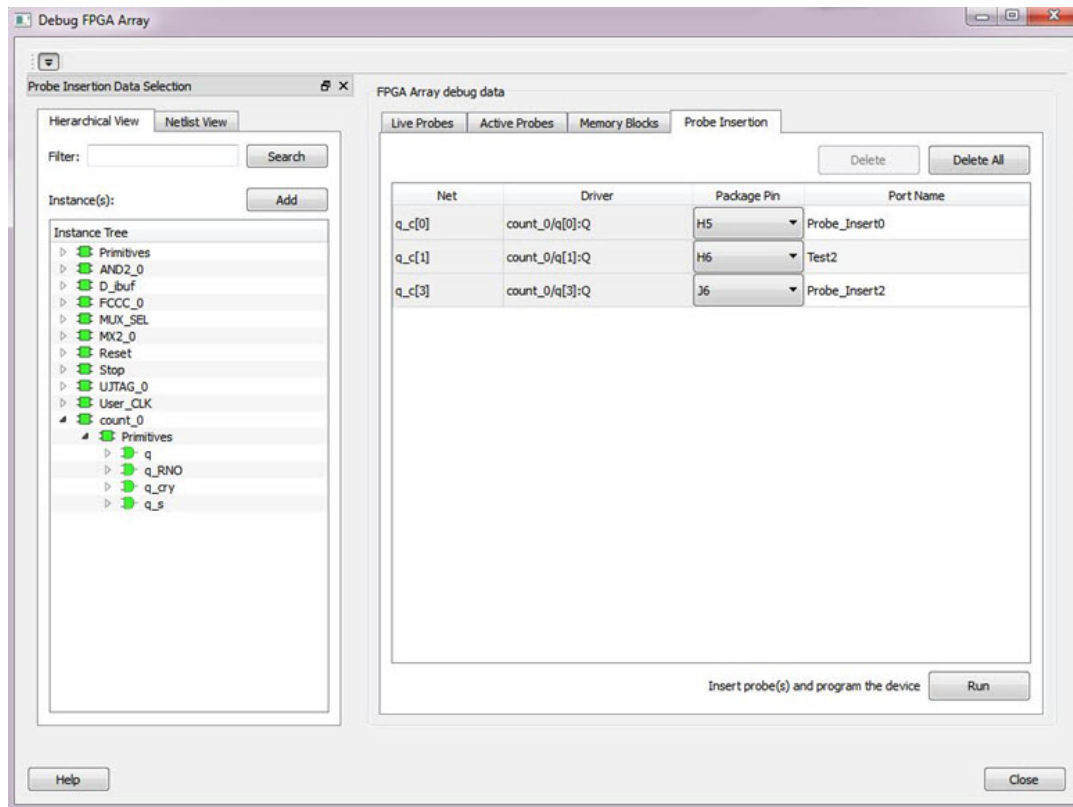 Debug FPGA Array
Probe Insertion Data Selection
Hierarchical View Netlist View
Filter: Search
Instance(s): Add
Instance Tree
Primitives
AND2_0
D_ibuf
FCCC_0
MUX_SEL
MX2_0
Reset
Stop
UJTAG_0
User_CLK
count_0
Primitives
q
q_RNO
q_cry
q_s
FPGA Array debug data
Live Probes Active Probes Memory Blocks Probe Insertion
Delete Delete All
Net Driver Package Pin Port Name
q_c[0] count_0/q[0]:Q H5 Probe_Insert0
q_c[1] count_0/q[1]:Q H6 Test2
q_c[3] count_0/q[3]:Q J6 Probe_Insert2
Insert probe(s) and program the device Run
Help Close